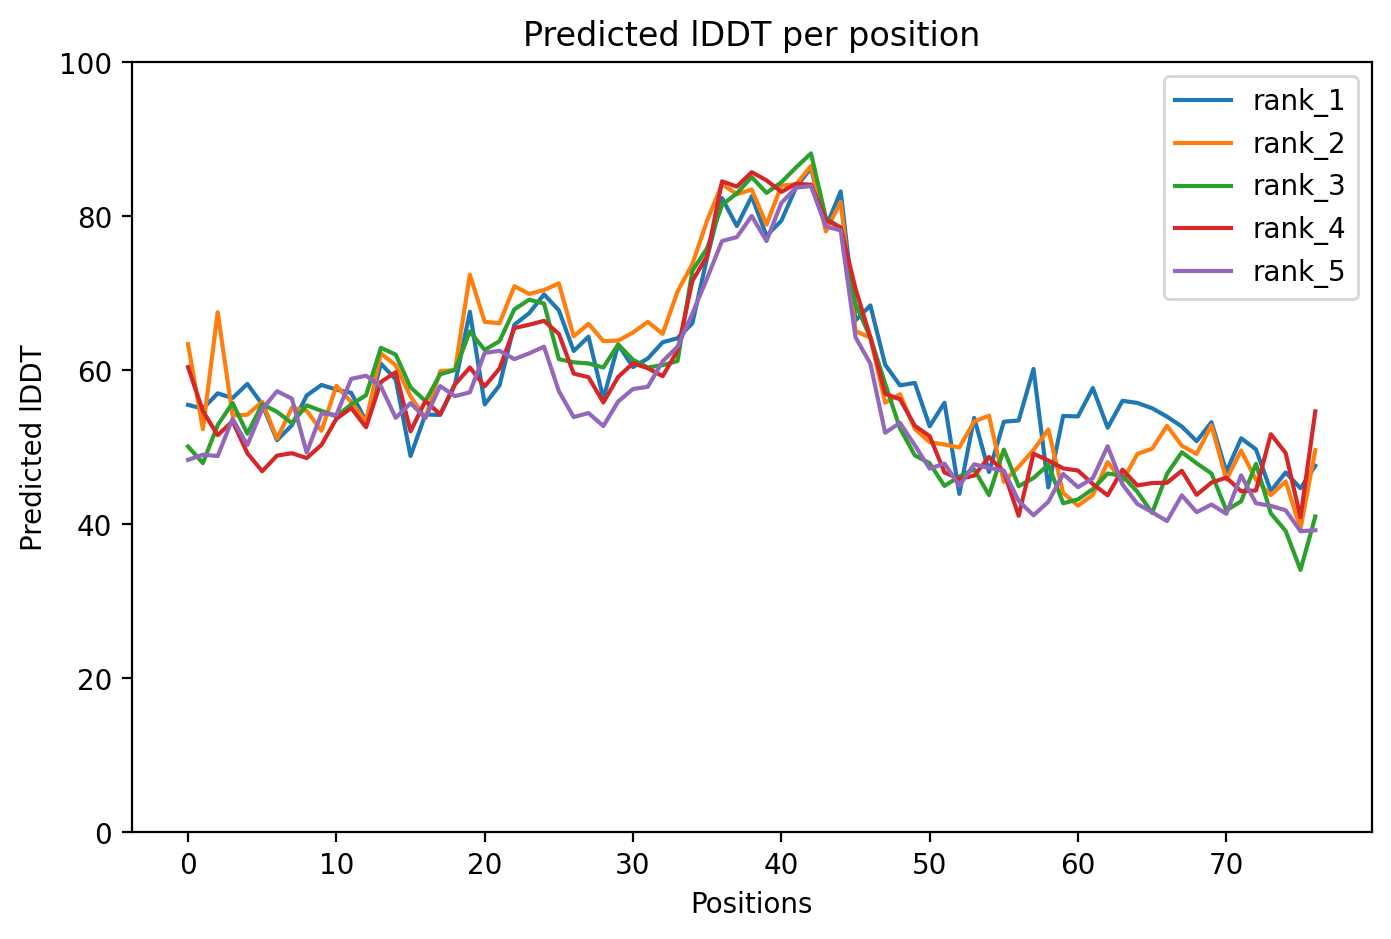 Predicted lDDT per position
100
80
60
40
20
0
Predicted lDDT
rank_1
rank_2
rank_3
rank_4
rank_5
0 10 20 30 40 50 60 70
Positions